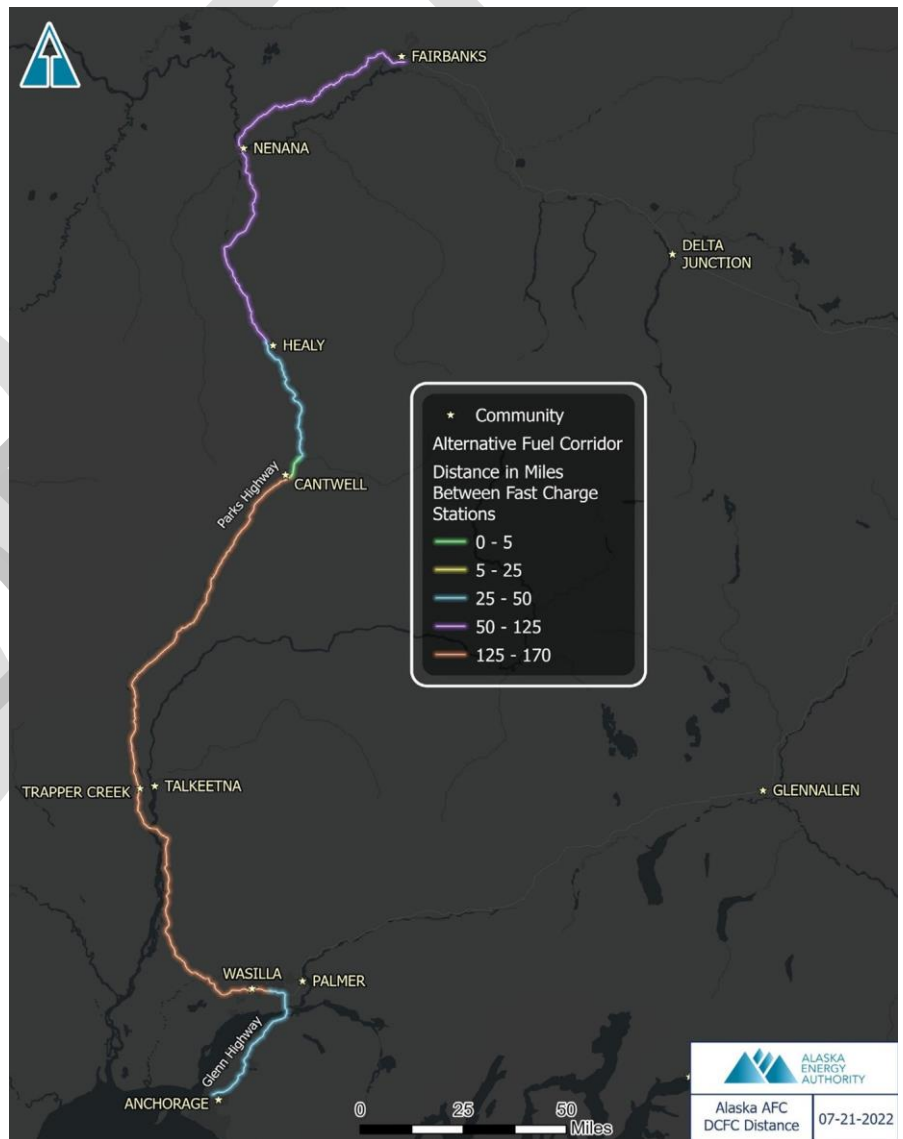 FAIRBANKS
NENANA
DELTA
JUNCTION
HEALY
Community
Alternative Fuel Corridor
Distance in Miles
Between Fast Charge
Stations
0 - 5
5 - 25
25 - 50
50 - 125
125 - 170
Parks Highway
CANTWELL
TRAPPER CREEK
TALKEETNA
GLENNALLEN
WASILLA
PALMER
Glenn Highway
ANCHORAGE
0 25 50
Miles
ALASKA
ENERGY
AUTHORITY
Alaska AFC
DCFC Distance
07-21-2022